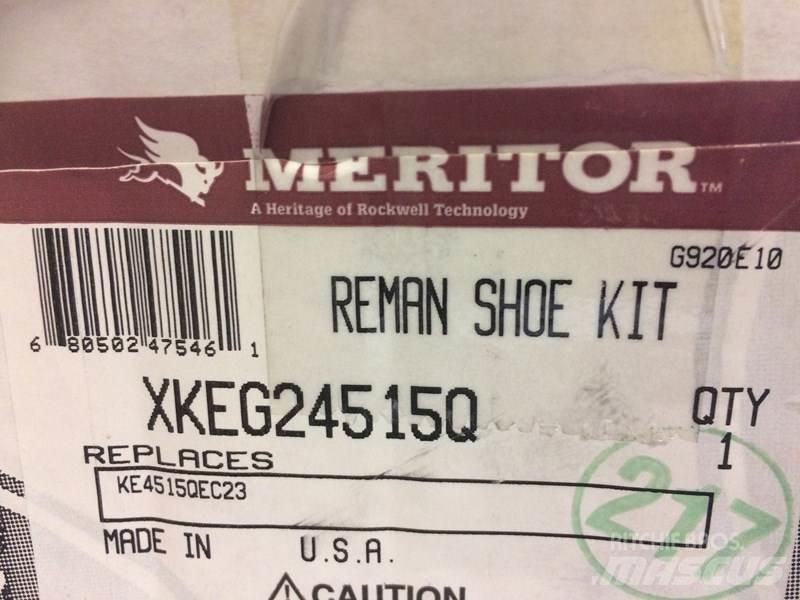 MERITOR™
A Heritage of Rockwell Technology
G920E10
REMAN SHOE KIT
6 80502 47546 1
XKEG24515Q
QTY
1
REPLACES
KE4515QEC23
217
MADE IN U.S.A.
RITCHIE BROS.
MASCUS
⚠CAUTION